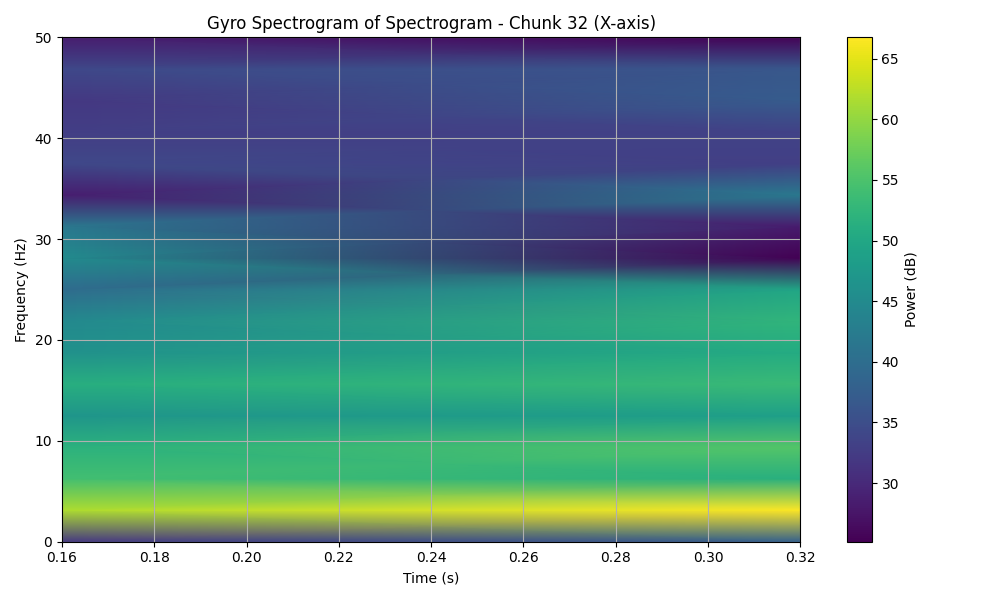 Gyro Spectrogram of Spectrogram - Chunk 32 (X-axis)
50
40
30
20
10
0
Frequency (Hz)
0.16 0.18 0.20 0.22 0.24 0.26 0.28 0.30 0.32
Time (s)
65
60
55
50
45
40
35
30
Power (dB)